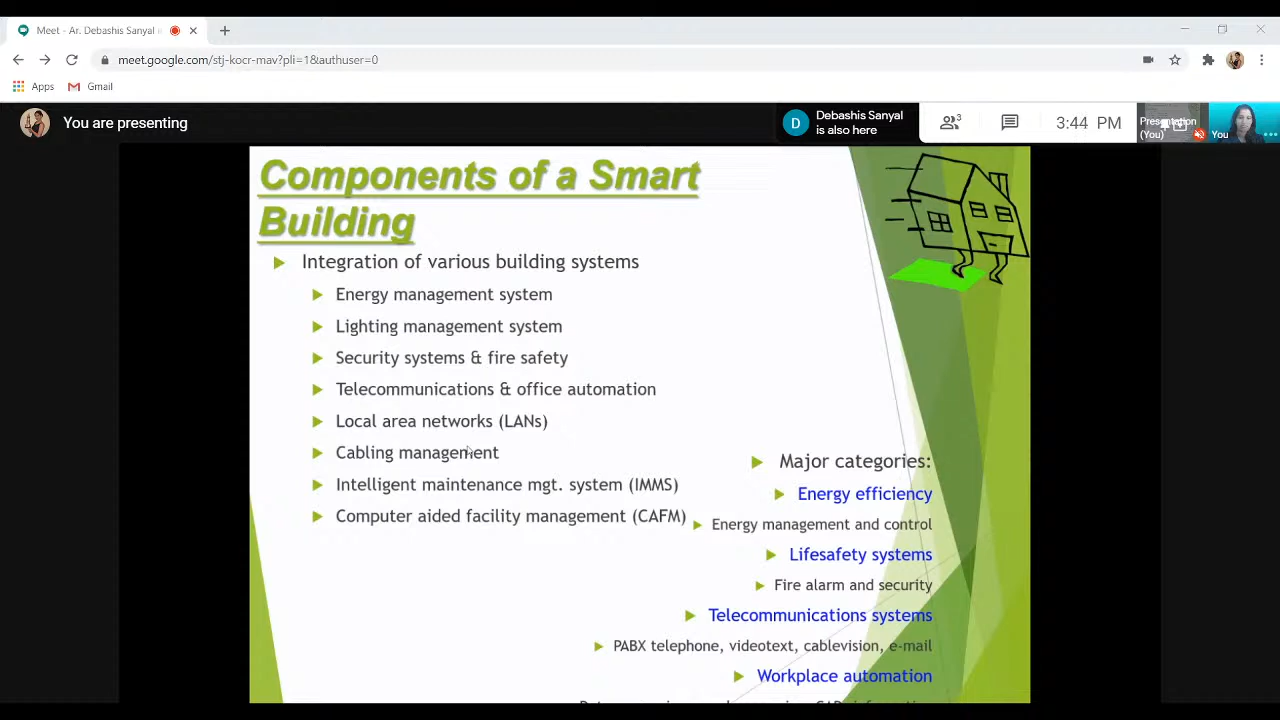 Meet - Ar. Debashis Sanyal is
meet.google.com/stj-kocr-mav?pli=1&authuser=0
Apps
Gmail
You are presenting
D
Debashis Sanyal
is also here
3
3:44 PM
Presentation
(You)
You
Components of a Smart
Building
Integration of various building systems
Energy management system
Lighting management system
Security systems & fire safety
Telecommunications & office automation
Local area networks (LANs)
Cabling management
Intelligent maintenance mgt. system (IMMS)
Computer aided facility management (CAFM)
Major categories:
Energy efficiency
Energy management and control
Lifesafety systems
Fire alarm and security
Telecommunications systems
PABX telephone, videotext, cablevision, e-mail
Workplace automation